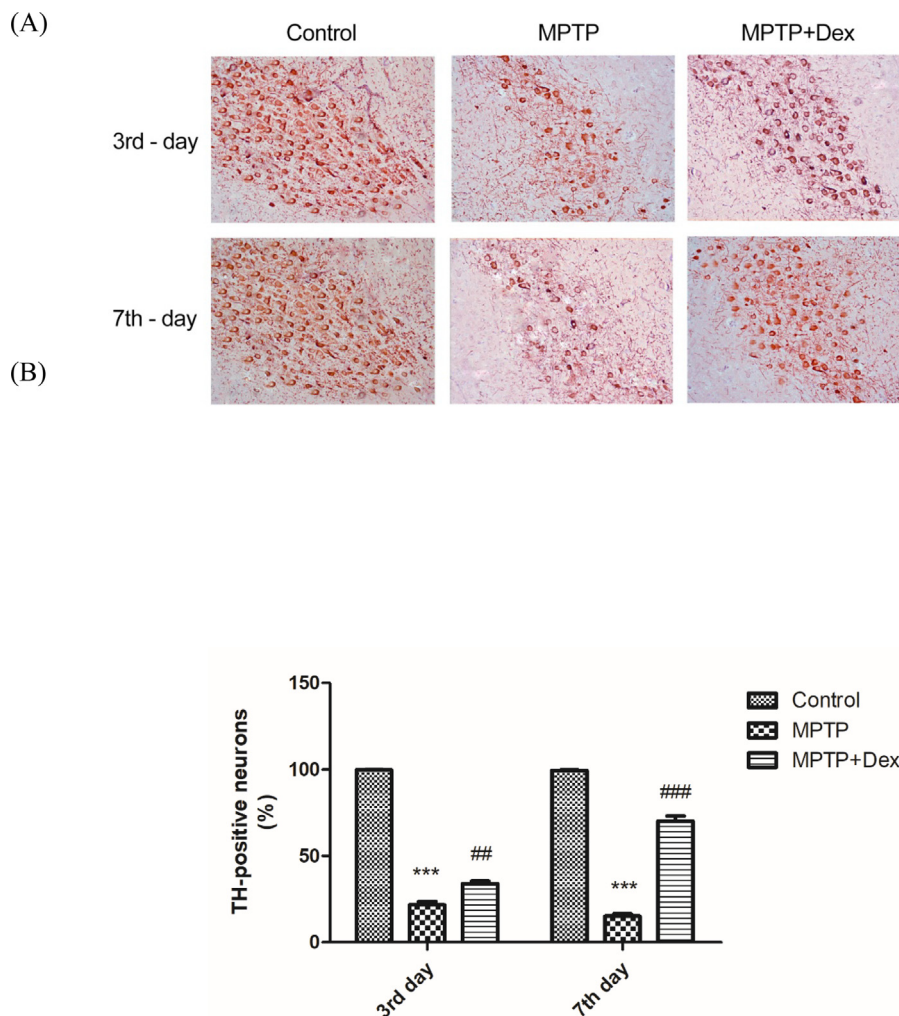 (A)
Control MPTP MPTP+Dex
3rd - day
7th - day
(B)
150
100
50
0
TH-positive neurons
(%)
*** ##
*** ###
3rd day
7th day
Control
MPTP
MPTP+Dex